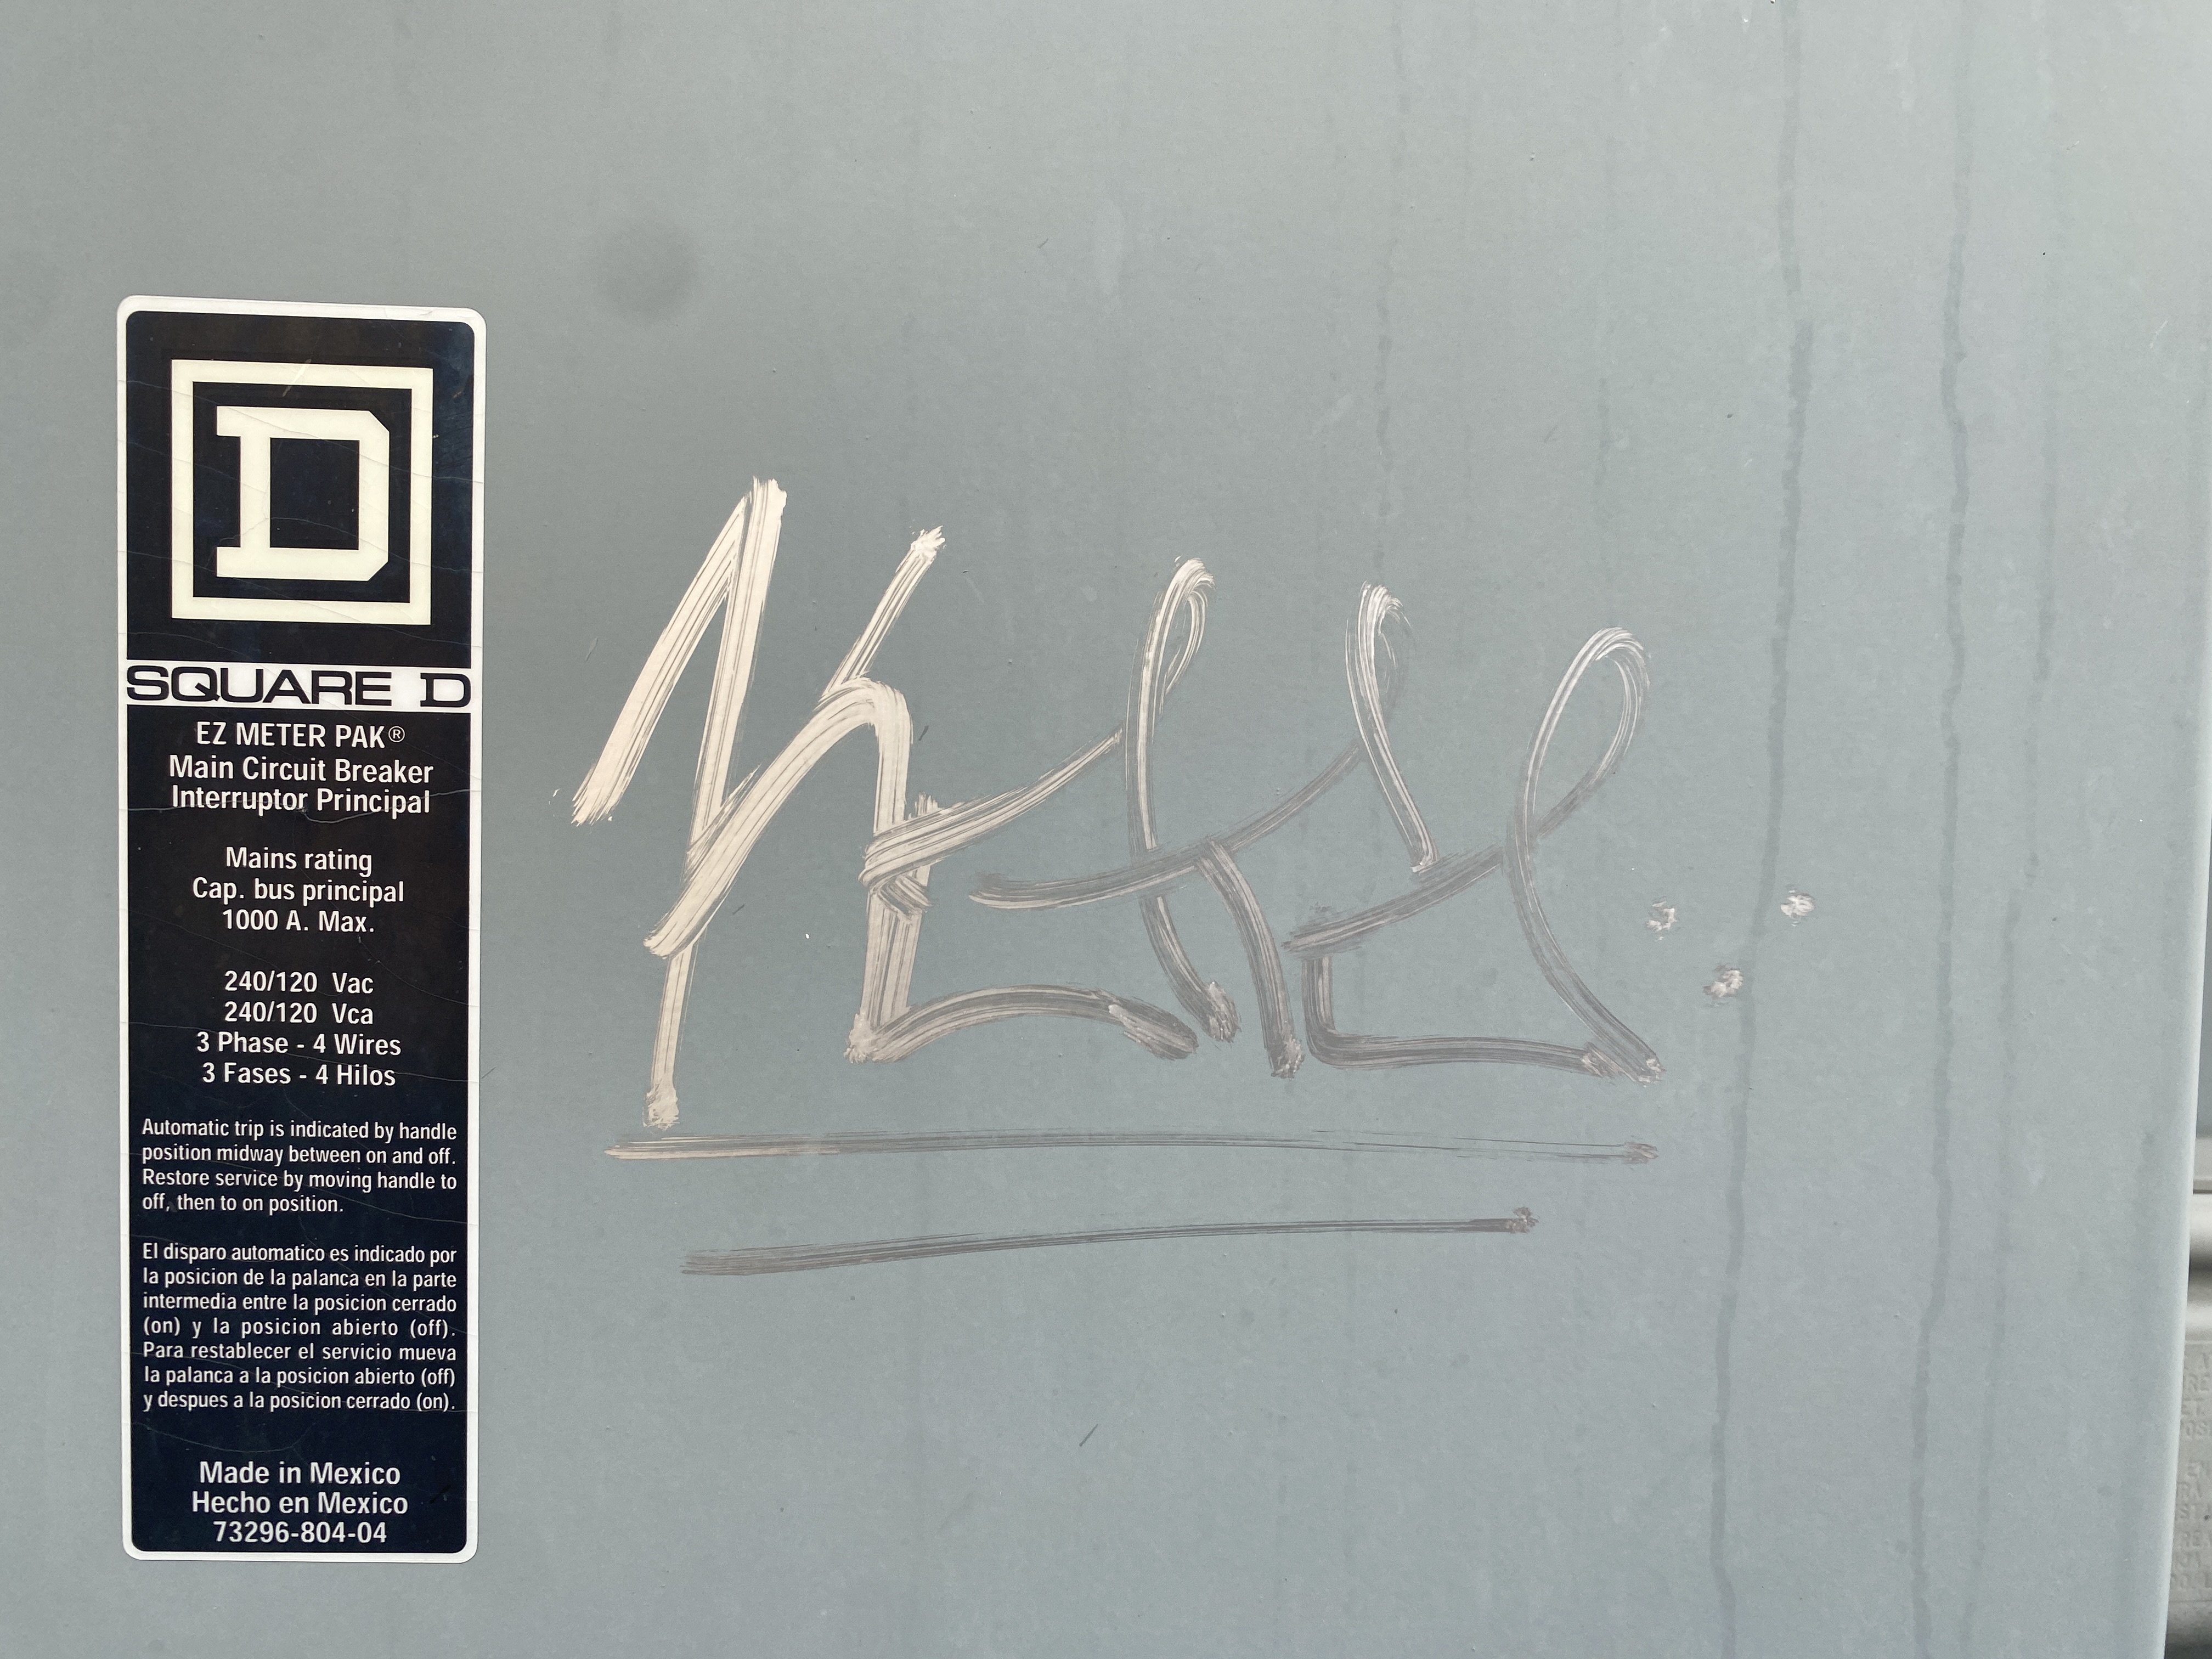 D
SQUARE D
EZ METER PAK®
Main Circuit Breaker
Interruptor Principal
Mains rating
Cap. bus principal
1000 A. Max.
240/120 Vac
240/120 Vca
3 Phase - 4 Wires
3 Fases - 4 Hilos
Automatic trip is indicated by handle
position midway between on and off.
Restore service by moving handle to
off, then to on position.
El disparo automatico es indicado por
la posicion de la palanca en la parte
intermedia entre la posicion cerrado
(on) y la posicion abierto (off).
Para restablecer el servicio mueva
la palanca a la posicion abierto (off)
y despues a la posicion cerrado (on).
Made in Mexico
Hecho en Mexico
73296-804-04